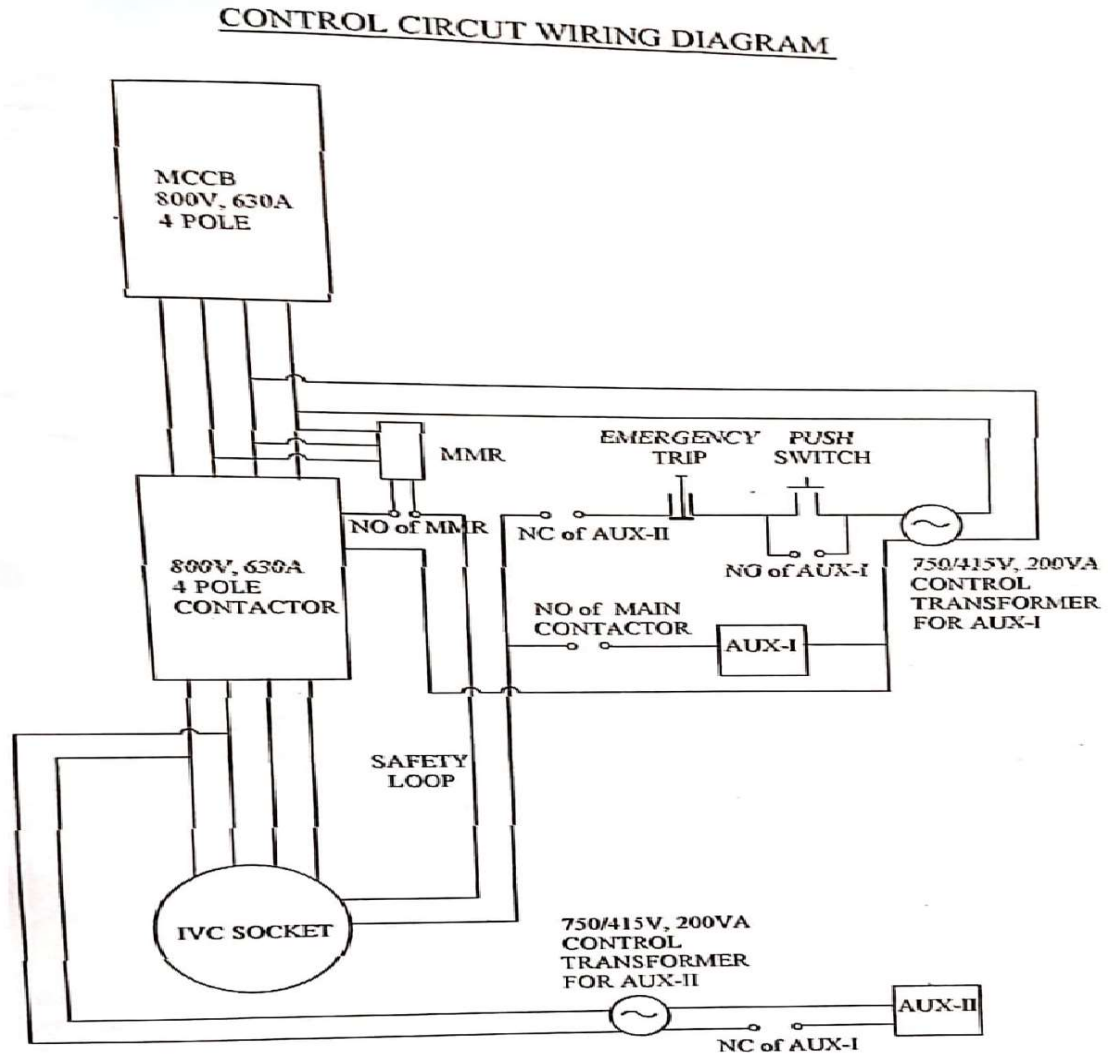 CONTROL CIRCUT WIRING DIAGRAM
MCCB
800V, 630A
4 POLE
MMR
EMERGENCY
TRIP
PUSH
SWITCH
NO of MMR
NC of AUX-II
NO of AUX-I
750/415V, 200VA
CONTROL
TRANSFORMER
FOR AUX-I
800V, 630A
4 POLE
CONTACTOR
NO of MAIN
CONTACTOR
AUX-I
SAFETY
LOOP
IVC SOCKET
750/415V, 200VA
CONTROL
TRANSFORMER
FOR AUX-II
AUX-II
NC of AUX-I